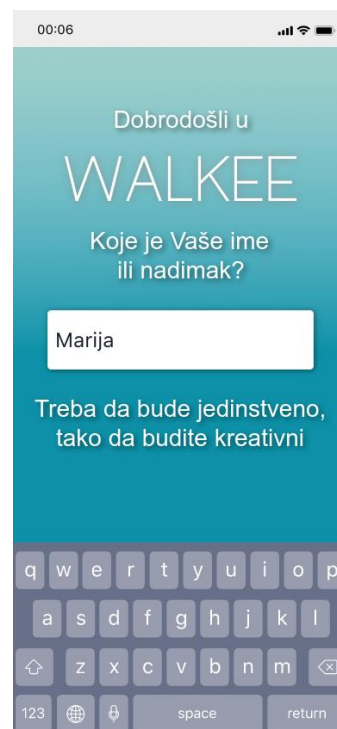 00:06
Dobrodošli u
WALKEE
Koje je Vaše ime
ili nadimak?
Marija
Treba da bude jedinstveno,
tako da budite kreativni
q w e r t y u i o p
a s d f g h j k l
z x c v b n m
123 space return